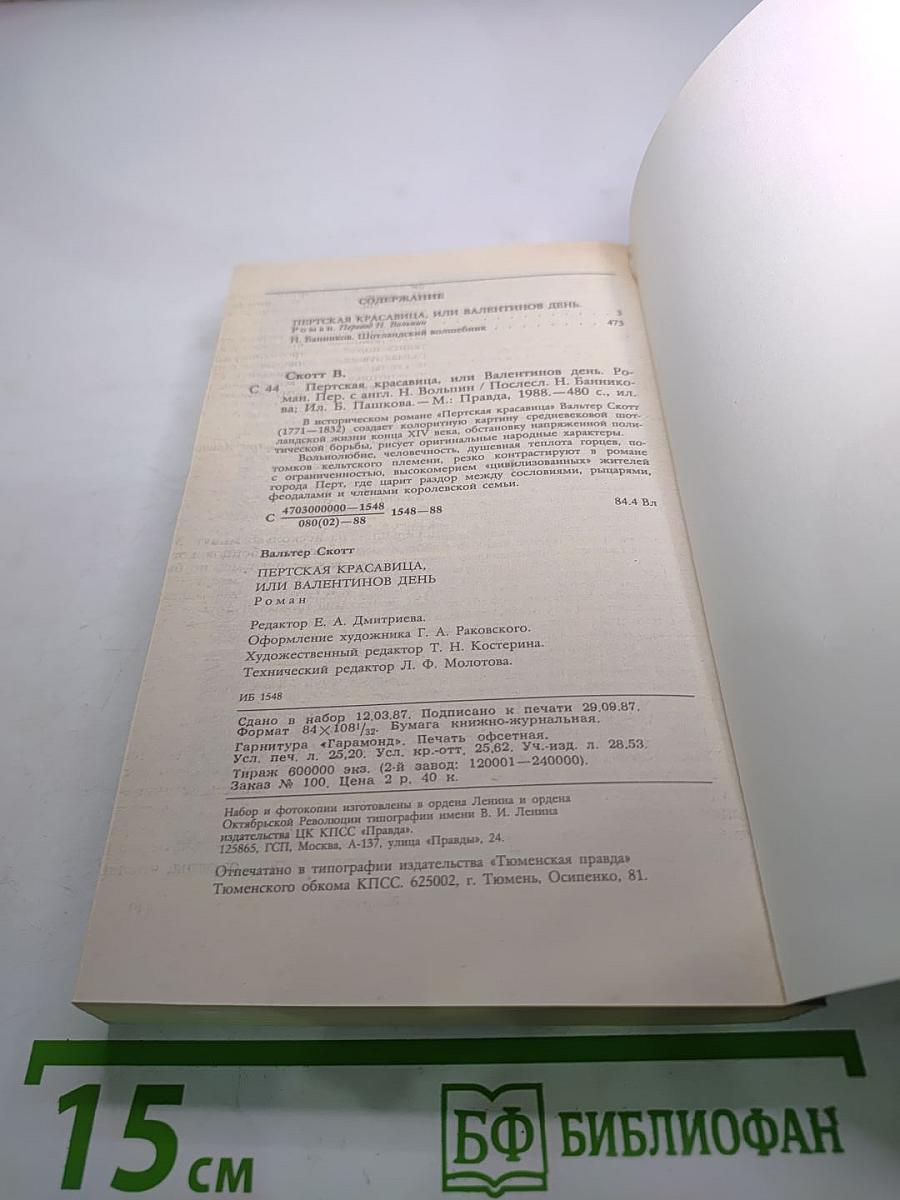 СОДЕРЖАНИЕ
ПЕРТСКАЯ КРАСАВИЦА, ИЛИ ВАЛЕНТИНОВ ДЕНЬ.
Роман. Перевод Н. Вольпин . . . . . . . . 3
Н. Банников. Шотландский волшебник . . . . . . . . 473
Скотт В.
С 44 Пертская красавица, или Валентинов день. Ро-
ман. Пер. с англ. Н. Вольпин / Послесл. Н. Баннико-
ва; Ил. Б. Пашкова.— М.: Правда, 1988.—480 с., ил.
В историческом романе «Пертская красавица» Вальтер Скотт
(1771—1832) создает колоритную картину средневековой шот-
ландской жизни конца XIV века, обстановку напряженной поли-
тической борьбы, рисует оригинальные народные характеры.
Вольнолюбие, человечность, душевная теплота горцев, по-
томков кельтского племени, резко контрастируют в романе
с ограниченностью, высокомерием «цивилизованных» жителей
города Перт, где царит раздор между сословиями, рыцарями,
феодалами и членами королевской семьи.
С 4703000000—1548 / 080(02)—88 1548—88 84.4 Вл
Вальтер Скотт
ПЕРТСКАЯ КРАСАВИЦА,
ИЛИ ВАЛЕНТИНОВ ДЕНЬ
Роман
Редактор Е. А. Дмитриева.
Оформление художника Г. А. Раковского.
Художественный редактор Т. Н. Костерина.
Технический редактор Л. Ф. Молотова.
ИБ 1548
Сдано в набор 12.03.87. Подписано к печати 29.09.87.
Формат 84×108 1/32. Бумага книжно-журнальная.
Гарнитура «Гарамонд». Печать офсетная.
Усл. печ. л. 25,20. Усл. кр.-отт. 25,62. Уч.-изд. л. 28,53.
Тираж 600000 экз. (2-й завод: 120001—240000).
Заказ № 100. Цена 2 р. 40 к.
Набор и фотокопии изготовлены в ордена Ленина и ордена
Октябрьской Революции типографии имени В. И. Ленина
издательства ЦК КПСС «Правда».
125865, ГСП, Москва, А-137, улица «Правды», 24.
Отпечатано в типографии издательства «Тюменская правда»
Тюменского обкома КПСС. 625002, г. Тюмень, Осипенко, 81.
15 см
БФ БИБЛИОФАН